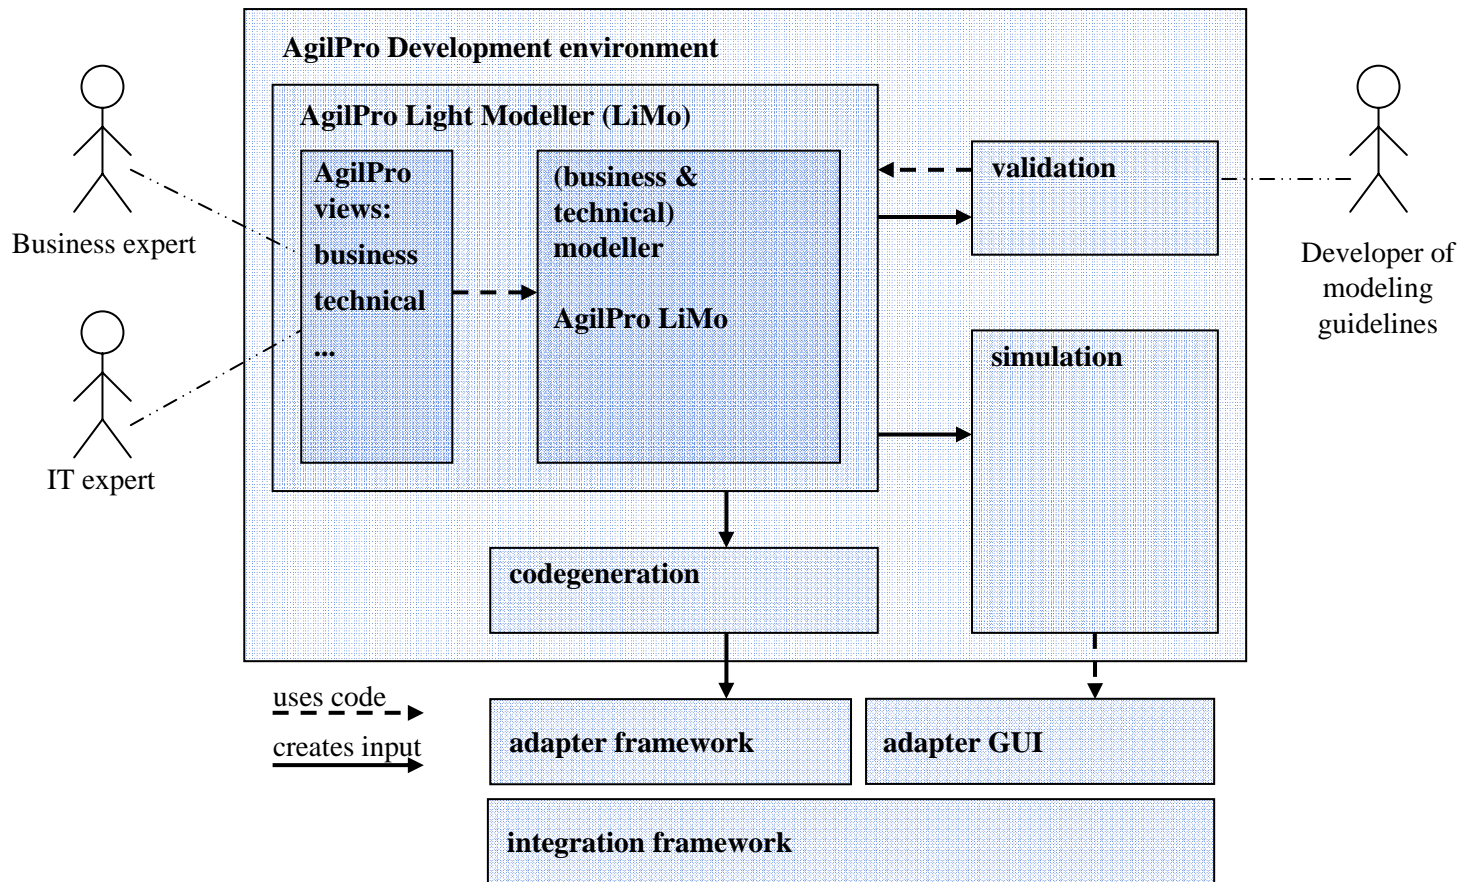 AgilPro Development environment
AgilPro Light Modeller (LiMo)
AgilPro
views:
business
technical
...
(business &
technical)
modeller
AgilPro LiMo
validation
simulation
codegeneration
Business expert
IT expert
Developer of
modeling
guidelines
uses code
creates input
adapter framework
adapter GUI
integration framework